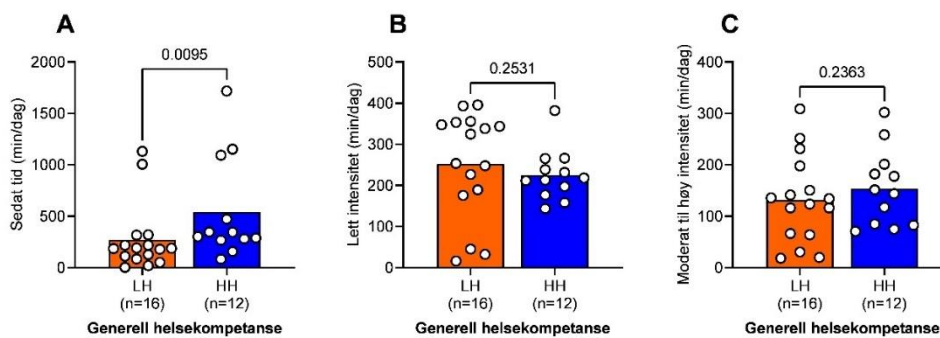 A
0.0095
Sedat tid (min/dag)
2000
1500
1000
500
0
LH
(n=16)
HH
(n=12)
Generell helsekompetanse
B
0.2531
Lett intensitet (min/dag)
500
400
300
200
100
0
LH
(n=16)
HH
(n=12)
Generell helsekompetanse
C
0.2363
Moderat til høy intensitet (min/dag)
400
300
200
100
0
LH
(n=16)
HH
(n=12)
Generell helsekompetanse